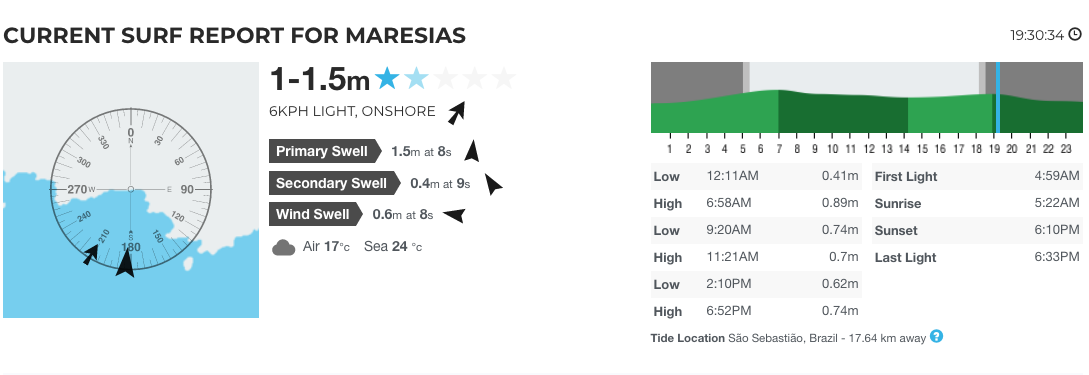 CURRENT SURF REPORT FOR MARESIAS
19:30:34
1-1.5m
6KPH LIGHT, ONSHORE
Primary Swell 1.5m at 8s
Secondary Swell 0.4m at 9s
Wind Swell 0.6m at 8s
Air 17°c Sea 24 °c
0
N
30
60
E 90
120
150
180
S
210
240
270 W
300
330
1 2 3 4 5 6 7 8 9 10 11 12 13 14 15 16 17 18 19 20 21 22 23
Low 12:11AM 0.41m
High 6:58AM 0.89m
Low 9:20AM 0.74m
High 11:21AM 0.7m
Low 2:10PM 0.62m
High 6:52PM 0.74m
First Light 4:59AM
Sunrise 5:22AM
Sunset 6:10PM
Last Light 6:33PM
Tide Location São Sebastião, Brazil - 17.64 km away ?